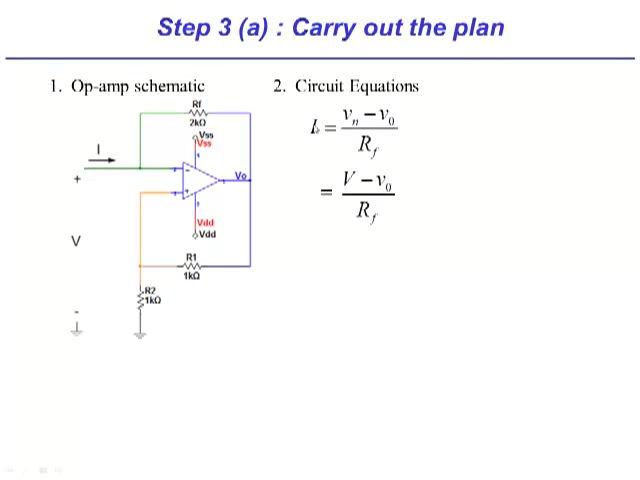 Step 3 (a) : Carry out the plan
1. Op-amp schematic
2. Circuit Equations
Rf
2kΩ
Vss
Vss
I
+
V
-
-
+
Vo
Vdd
Vdd
R1
1kΩ
R2
1kΩ
I = (v_n − v_0) / R_f
= (V − v_0) / R_f